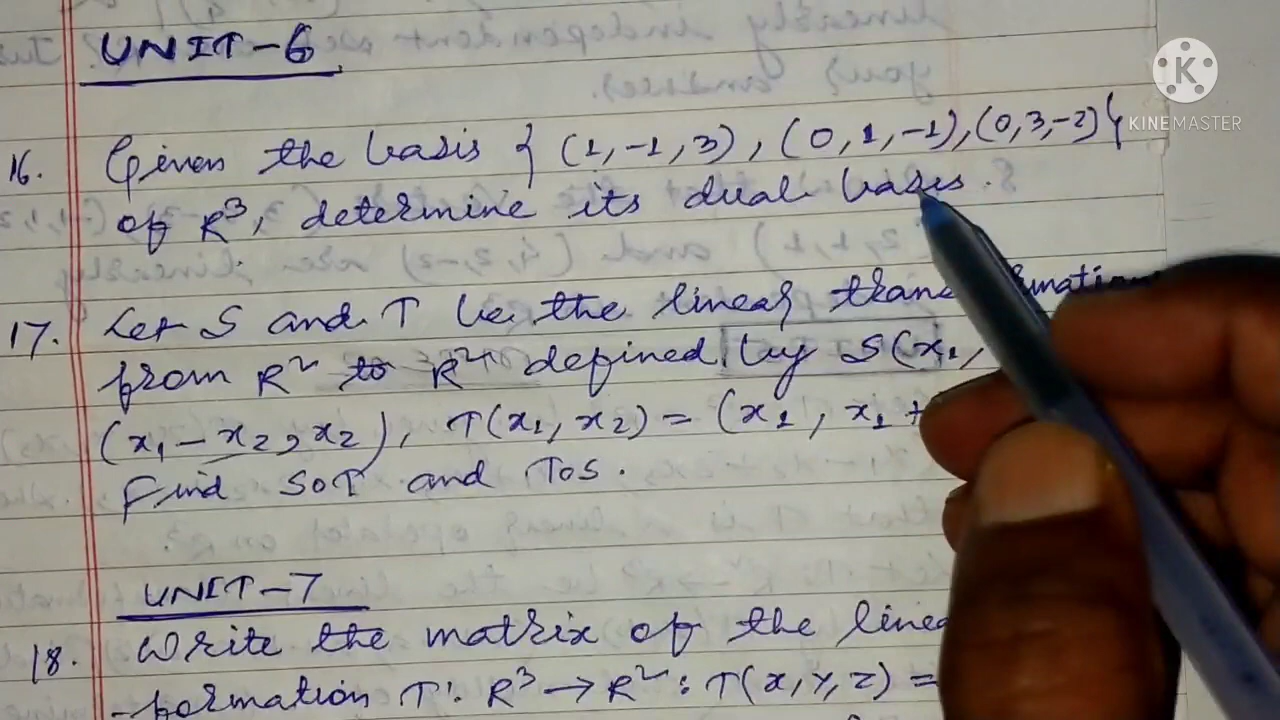 UNIT-6
K
KINEMASTER
16. Given the basis { (1,-1,3), (0,1,-1),(0,3,-2)}
of R³, determine its dual basis.
17. Let S and T be the linear
from R² to R² defined by S(x₁,
(x₁ - x₂, x₂), T(x₁, x₂) = (x₁, x₁ +
Find SOT and TOS.
UNIT-7
18. Write the matrix of the
-formation T: R³ → R² : T(x,y,z) =